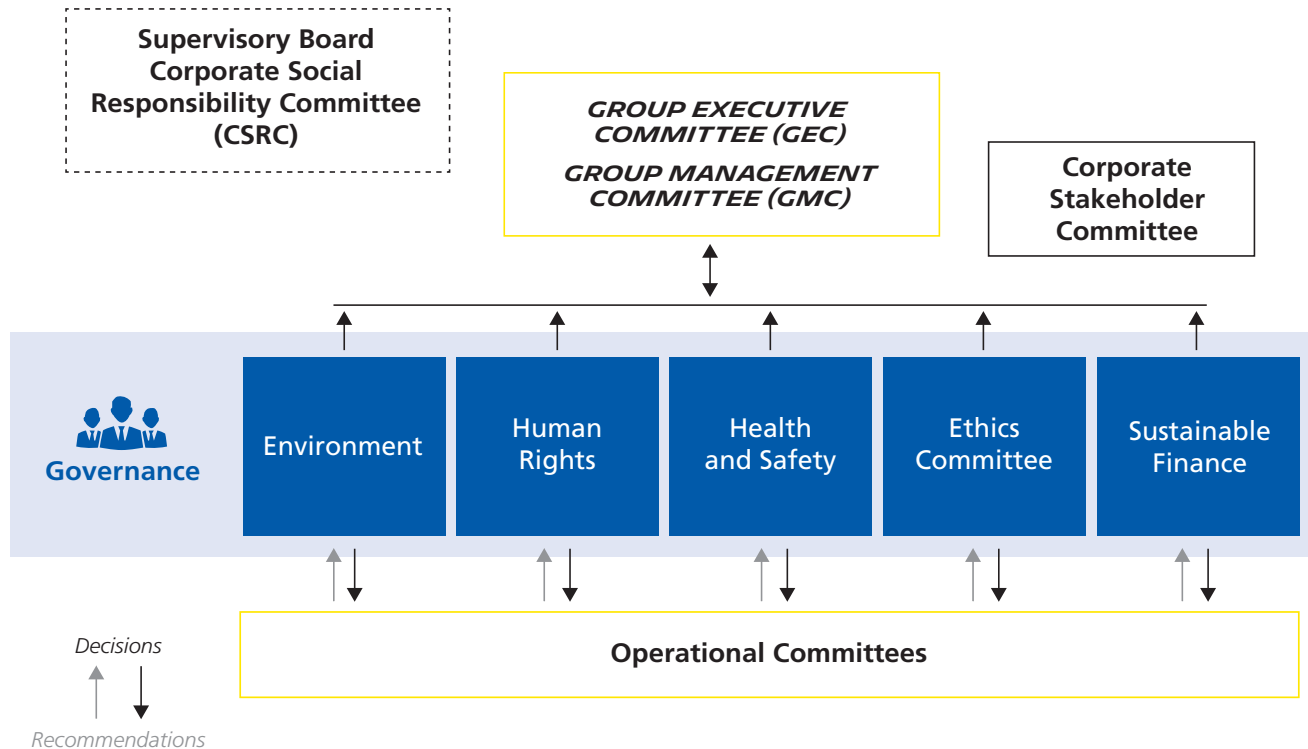 Supervisory Board
Corporate Social
Responsibility Committee
(CSRC)
GROUP EXECUTIVE
COMMITTEE (GEC)
GROUP MANAGEMENT
COMMITTEE (GMC)
Corporate
Stakeholder
Committee
Governance
Environment
Human
Rights
Health
and Safety
Ethics
Committee
Sustainable
Finance
Operational Committees
Decisions
Recommendations